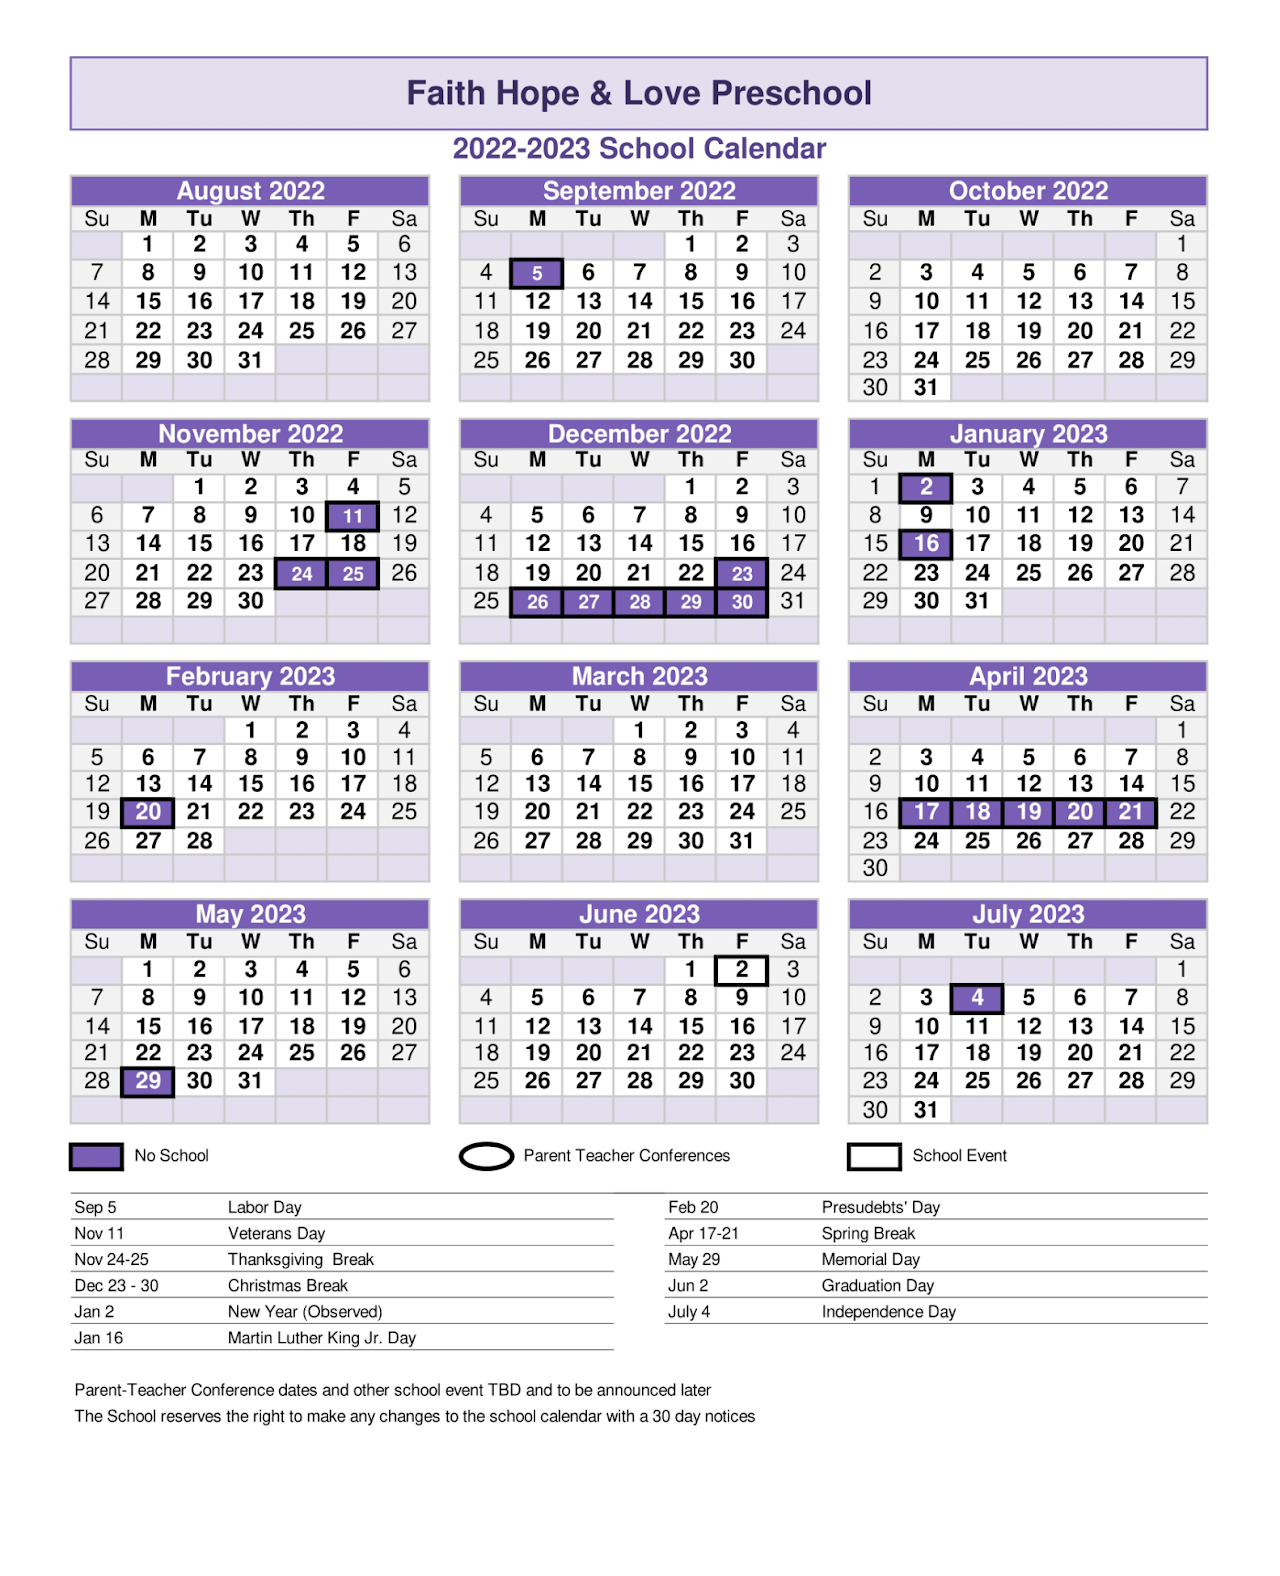 Faith Hope & Love Preschool
2022-2023 School Calendar
August 2022
Su M Tu W Th F Sa
1 2 3 4 5 6
7 8 9 10 11 12 13
14 15 16 17 18 19 20
21 22 23 24 25 26 27
28 29 30 31
September 2022
Su M Tu W Th F Sa
1 2 3
4 5 6 7 8 9 10
11 12 13 14 15 16 17
18 19 20 21 22 23 24
25 26 27 28 29 30
October 2022
Su M Tu W Th F Sa
1
2 3 4 5 6 7 8
9 10 11 12 13 14 15
16 17 18 19 20 21 22
23 24 25 26 27 28 29
30 31
November 2022
Su M Tu W Th F Sa
1 2 3 4 5
6 7 8 9 10 11 12
13 14 15 16 17 18 19
20 21 22 23 24 25 26
27 28 29 30
December 2022
Su M Tu W Th F Sa
1 2 3
4 5 6 7 8 9 10
11 12 13 14 15 16 17
18 19 20 21 22 23 24
25 26 27 28 29 30 31
January 2023
Su M Tu W Th F Sa
1 2 3 4 5 6 7
8 9 10 11 12 13 14
15 16 17 18 19 20 21
22 23 24 25 26 27 28
29 30 31
February 2023
Su M Tu W Th F Sa
1 2 3 4
5 6 7 8 9 10 11
12 13 14 15 16 17 18
19 20 21 22 23 24 25
26 27 28
March 2023
Su M Tu W Th F Sa
1 2 3 4
5 6 7 8 9 10 11
12 13 14 15 16 17 18
19 20 21 22 23 24 25
26 27 28 29 30 31
April 2023
Su M Tu W Th F Sa
1
2 3 4 5 6 7 8
9 10 11 12 13 14 15
16 17 18 19 20 21 22
23 24 25 26 27 28 29
30
May 2023
Su M Tu W Th F Sa
1 2 3 4 5 6
7 8 9 10 11 12 13
14 15 16 17 18 19 20
21 22 23 24 25 26 27
28 29 30 31
June 2023
Su M Tu W Th F Sa
1 2 3
4 5 6 7 8 9 10
11 12 13 14 15 16 17
18 19 20 21 22 23 24
25 26 27 28 29 30
July 2023
Su M Tu W Th F Sa
1
2 3 4 5 6 7 8
9 10 11 12 13 14 15
16 17 18 19 20 21 22
23 24 25 26 27 28 29
30 31
No School
Parent Teacher Conferences
School Event
Sep 5 Labor Day
Nov 11 Veterans Day
Nov 24-25 Thanksgiving Break
Dec 23 - 30 Christmas Break
Jan 2 New Year (Observed)
Jan 16 Martin Luther King Jr. Day
Feb 20 Presudebts' Day
Apr 17-21 Spring Break
May 29 Memorial Day
Jun 2 Graduation Day
July 4 Independence Day
Parent-Teacher Conference dates and other school event TBD and to be announced later
The School reserves the right to make any changes to the school calendar with a 30 day notices